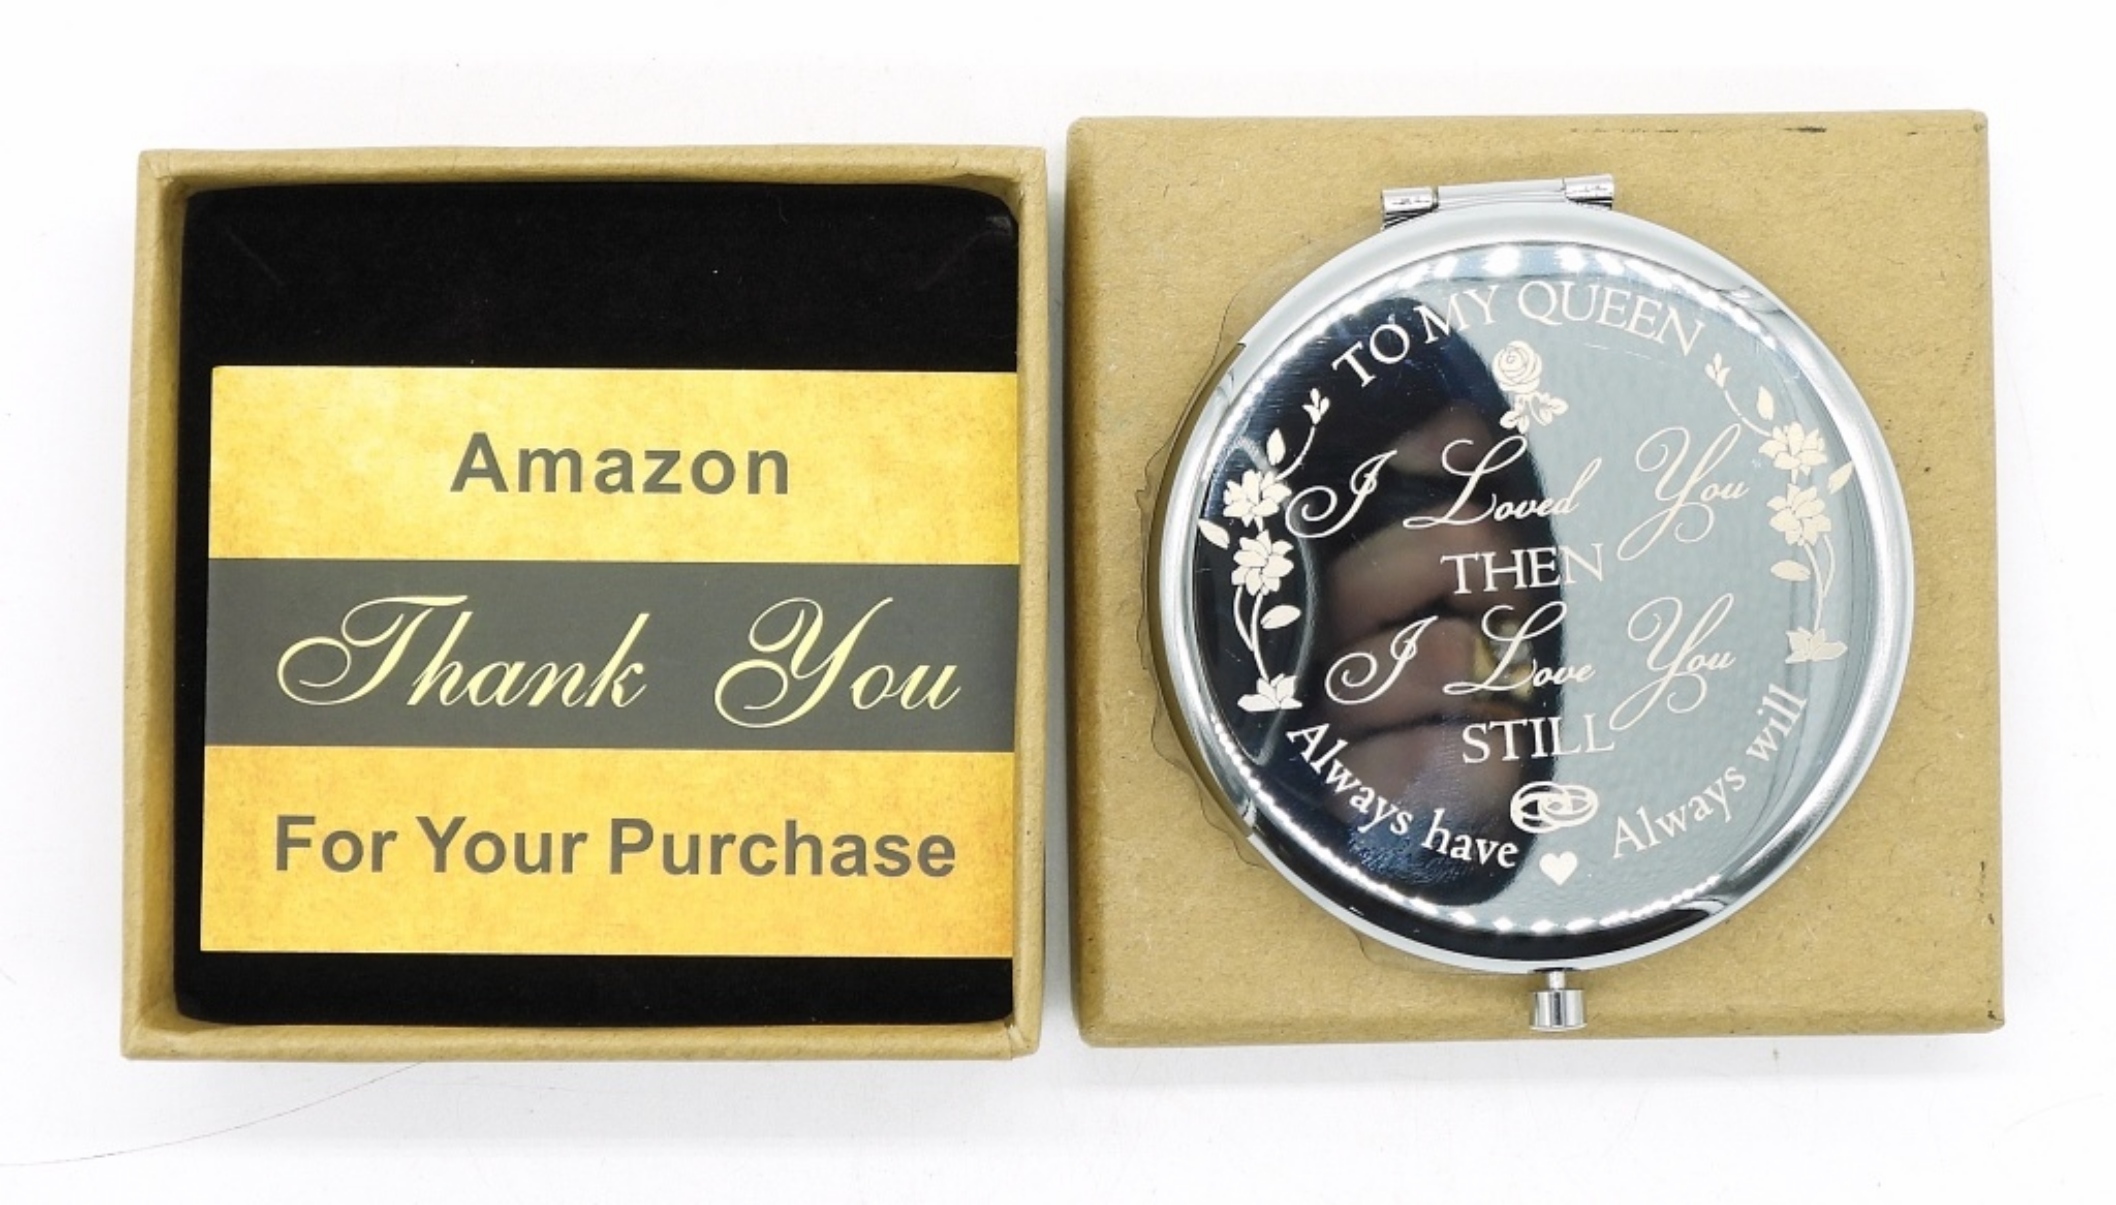 Amazon
Thank You
For Your Purchase
TO MY QUEEN
I Loved You
THEN
I Love You
STILL
Always have Always will